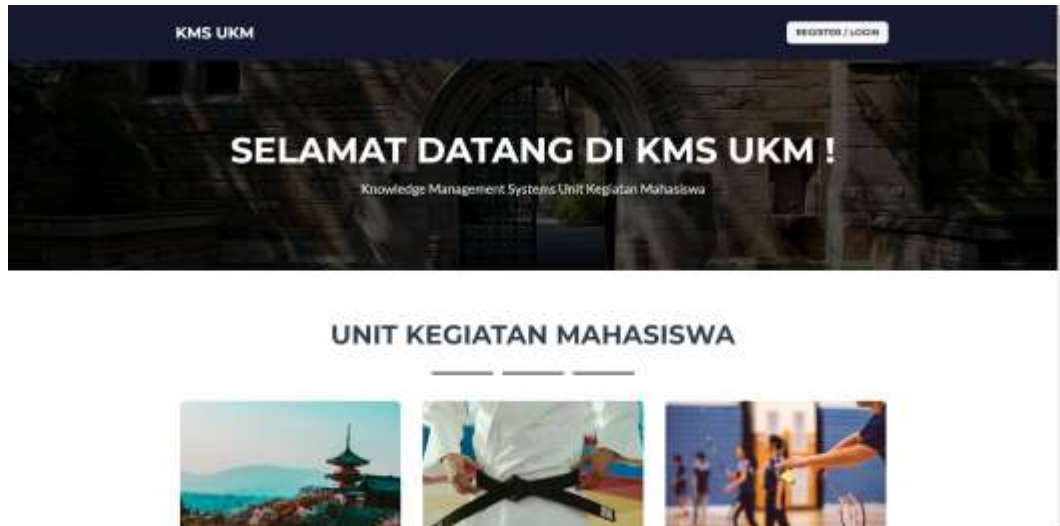 KMS UKM
REGISTER / LOGIN
SELAMAT DATANG DI KMS UKM !
Knowledge Management Systems Unit Kegiatan Mahasiswa
UNIT KEGIATAN MAHASISWA